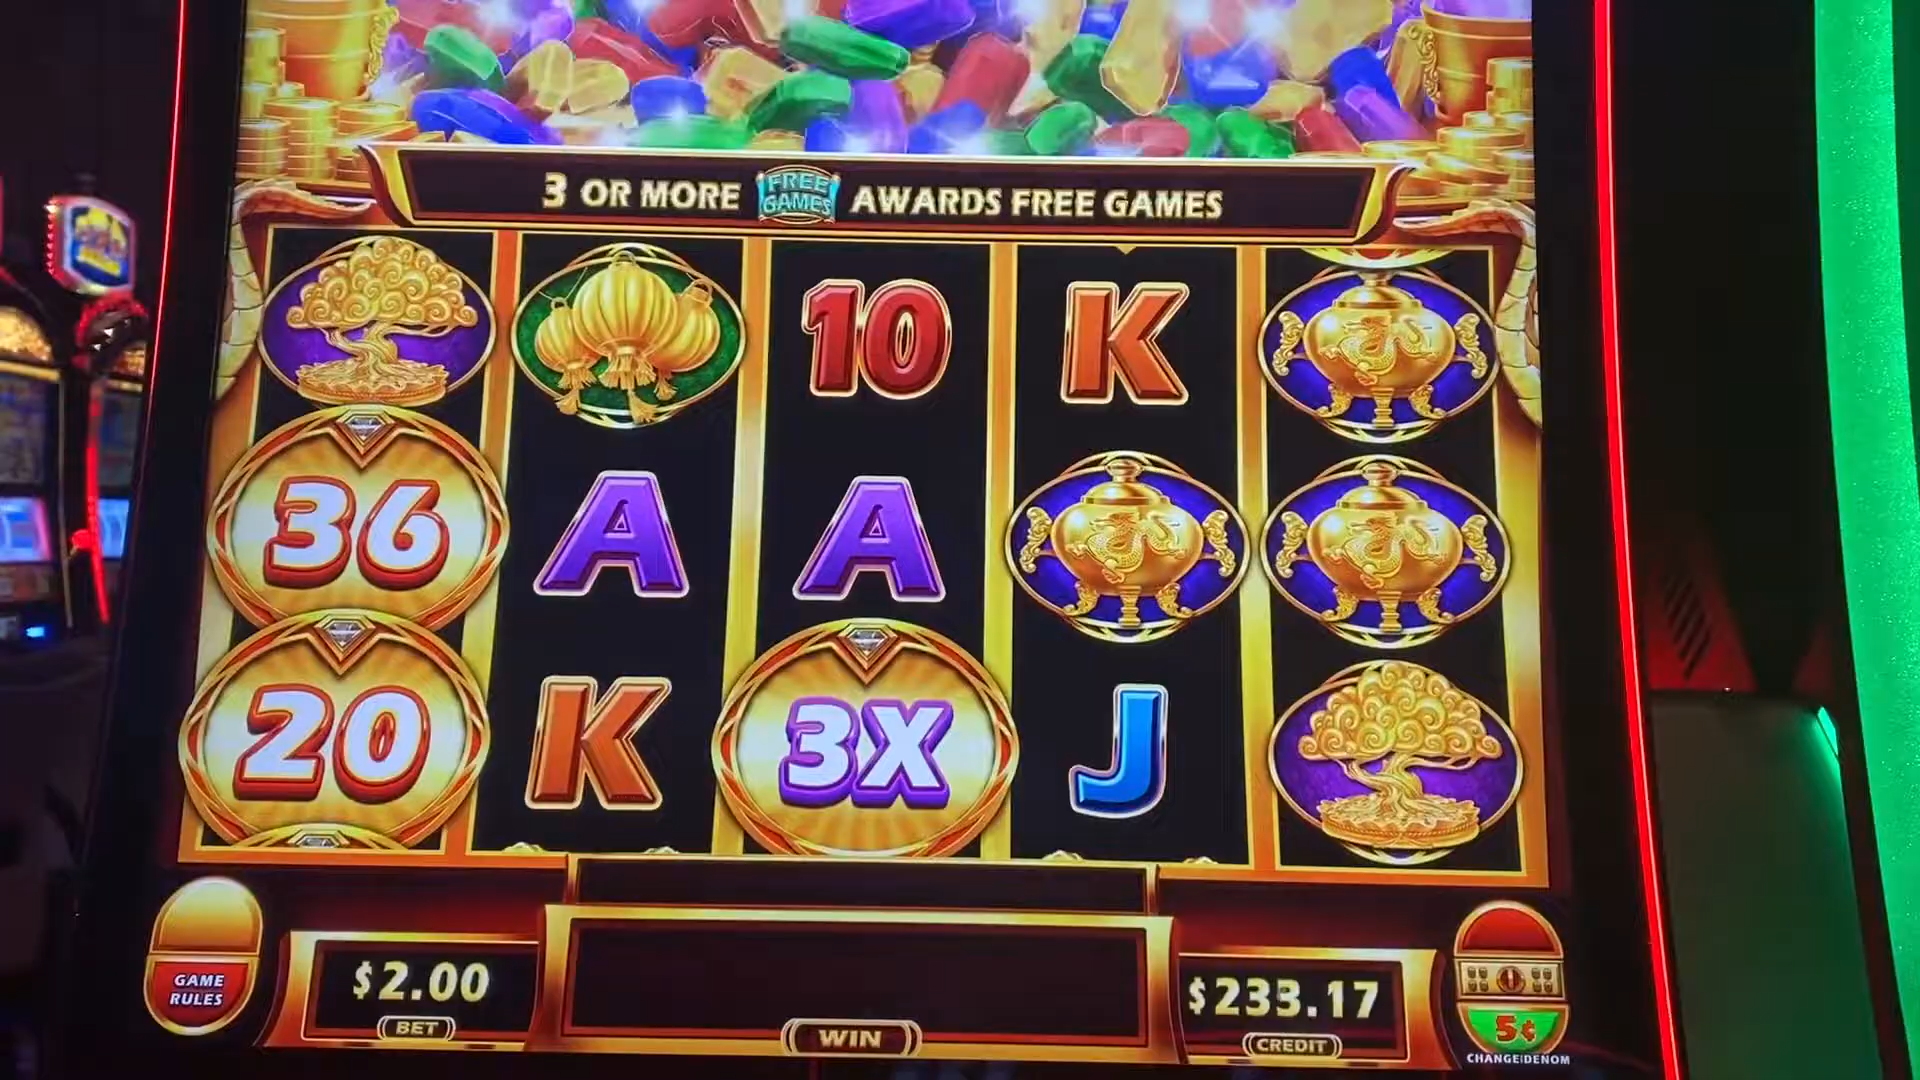 3 OR MORE FREE GAMES AWARDS FREE GAMES
10 K
36 A A
20 K 3X J
GAME RULES
$2.00
BET
WIN
$233.17
CREDIT
5¢
CHANGE DENOM